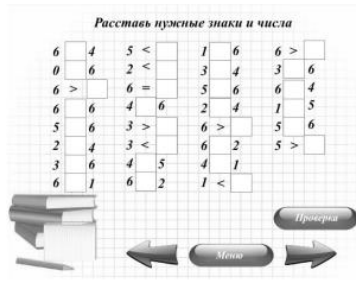 Расставь нужные знаки и числа
6 4 5 < 1 6 6 >
0 6 2 < 3 4 3 6
6 > 6 = 5 6 6 4
6 6 4 6 2 4 1 5
5 6 3 > 6 > 5 6
2 4 3 < 6 2 5 >
3 6 4 5 4 1
6 1 6 2 1 <
Проверка
Меню